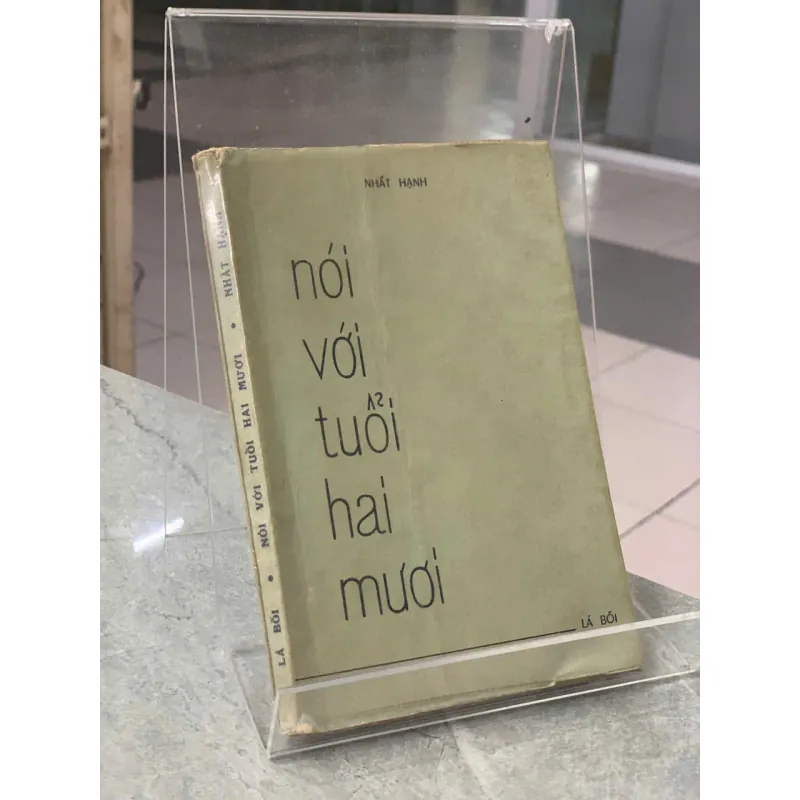 NHẤT HẠNH
nói
với
tuổi
hai
mươi
LÁ BỐI
LÁ BỐI • NÓI VỚI TUỔI HAI MƯƠI • NHẤT HẠNH